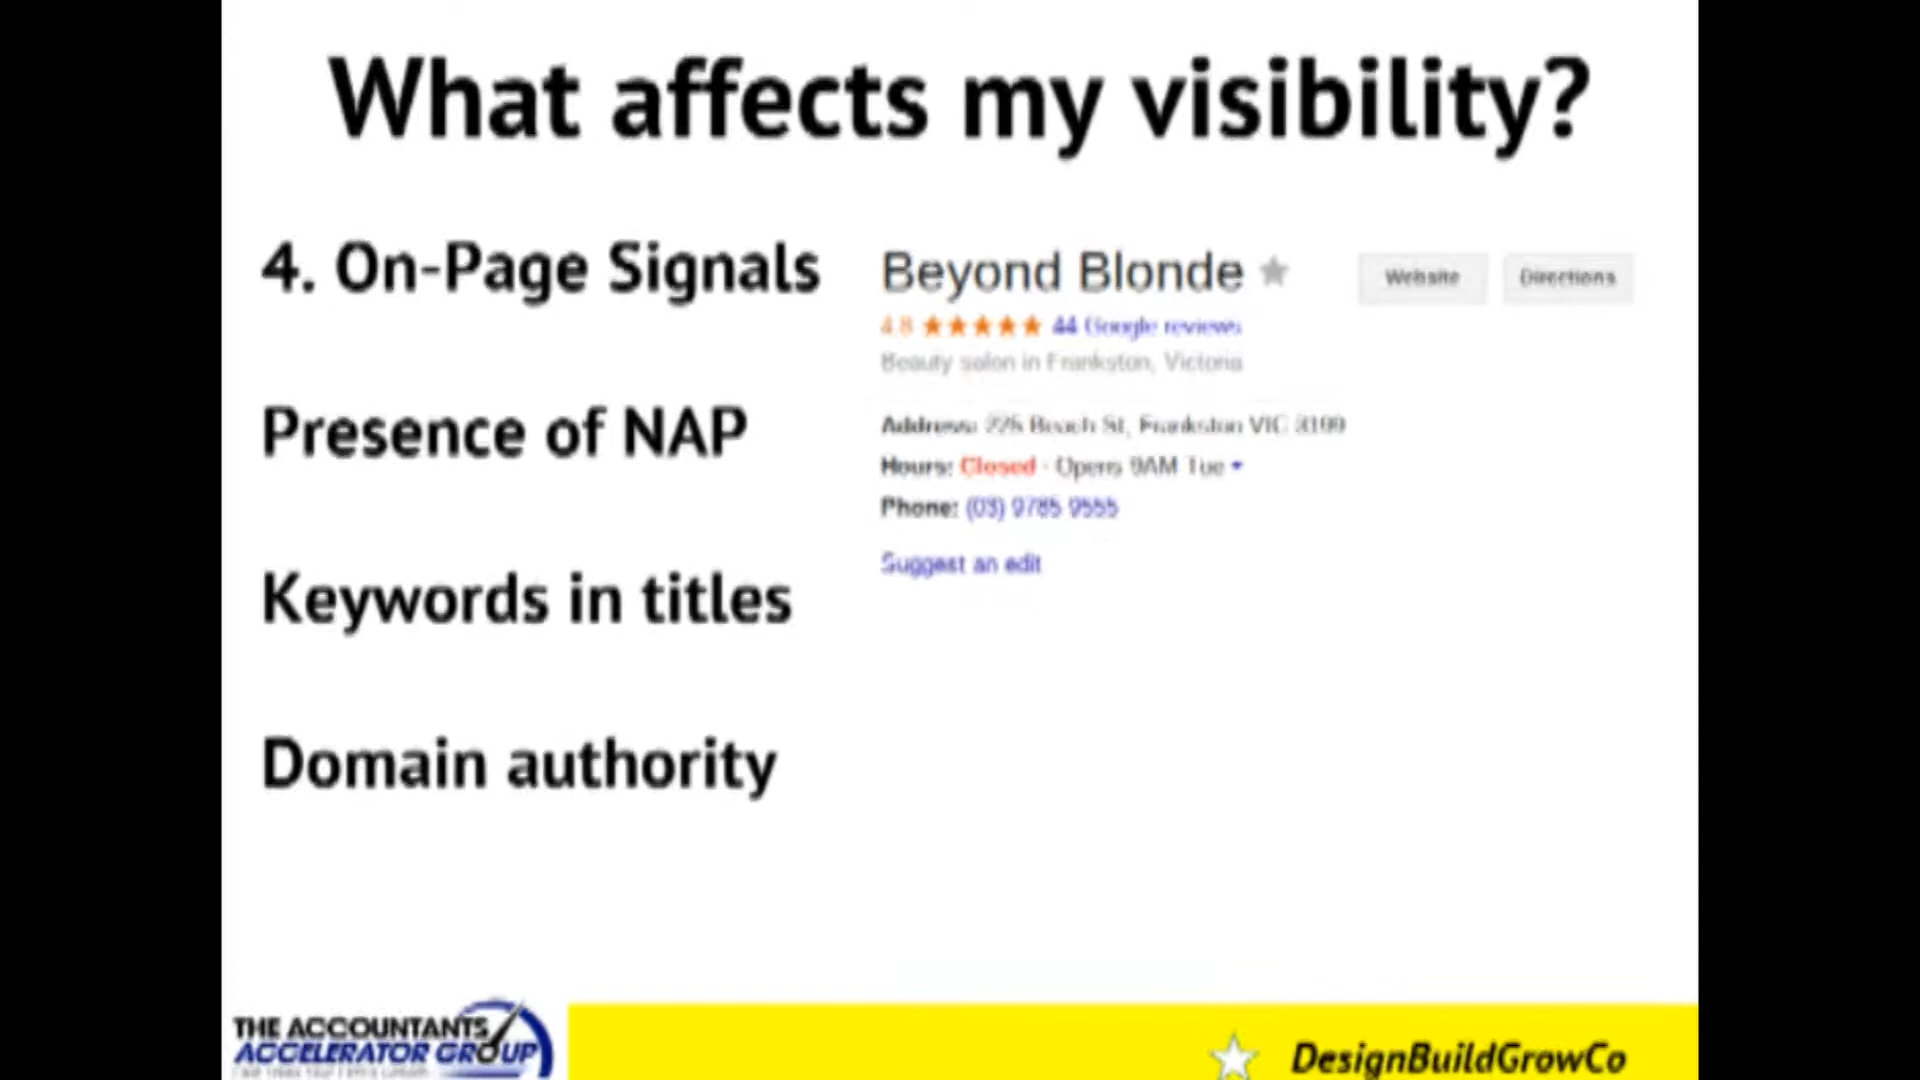 What affects my visibility?
4. On-Page Signals
Presence of NAP
Keywords in titles
Domain authority
Beyond Blonde
Website
Directions
4.8 44 Google reviews
Beauty salon in Frankston, Victoria
Address: 225 Beach St, Frankston VIC 3199
Hours: Closed · Opens 9AM Tue
Phone: (03) 9785 9555
Suggest an edit
THE ACCOUNTANTS
ACCELERATOR GROUP
DesignBuildGrowCo